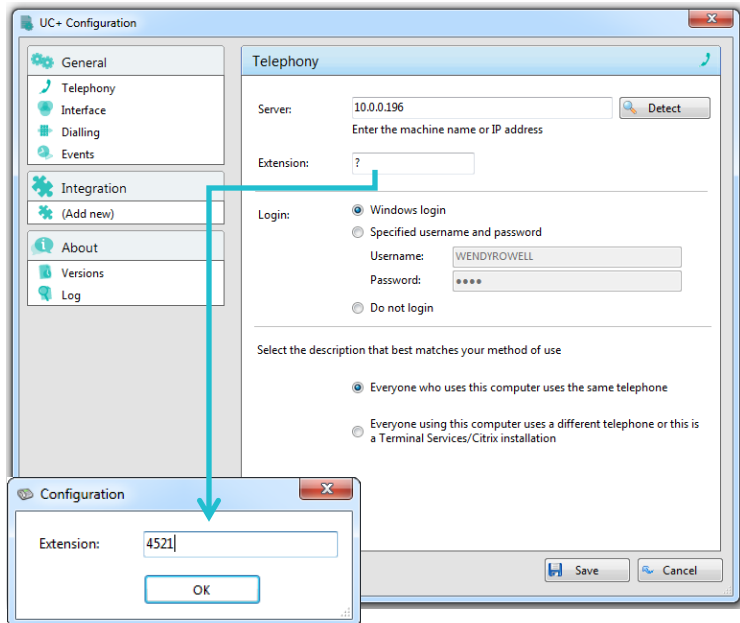 UC+ Configuration
General
Telephony
Interface
Dialling
Events
Integration
(Add new)
About
Versions
Log
Telephony
Server: 10.0.0.196 Detect
Enter the machine name or IP address
Extension: ?
Login: Windows login
Specified username and password
Username: WENDYROWELL
Password: ••••
Do not login
Select the description that best matches your method of use
Everyone who uses this computer uses the same telephone
Everyone using this computer uses a different telephone or this is
a Terminal Services/Citrix installation
Save Cancel
Configuration
Extension: 4521
OK